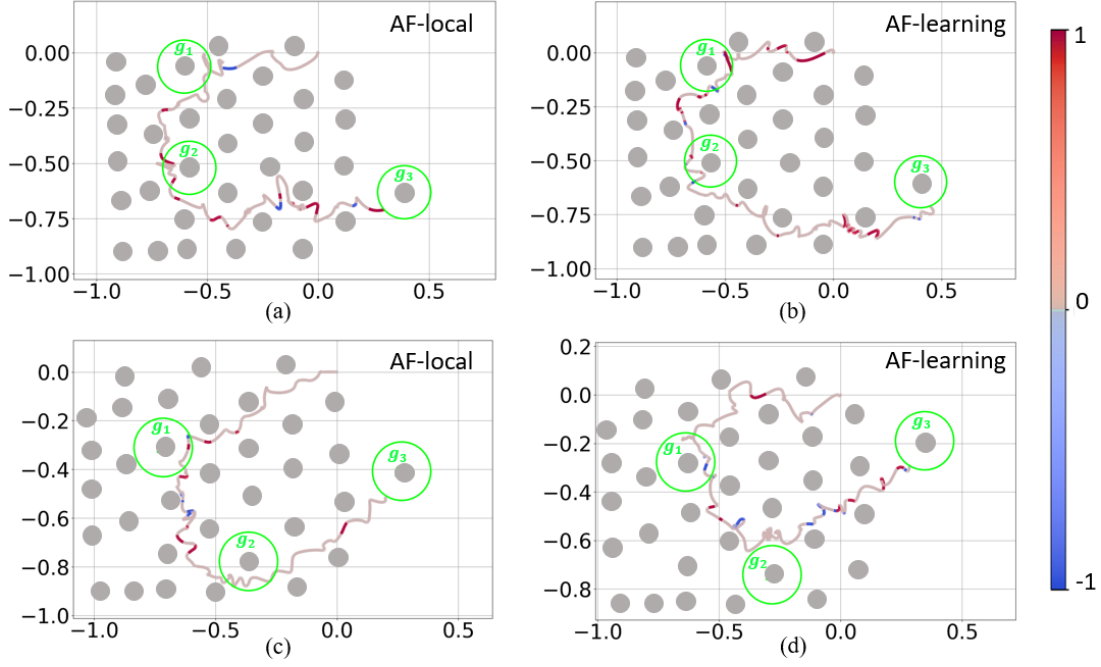 AF-local
0.00
−0.25
−0.50
−0.75
−1.00
−1.0
−0.5
0.0
0.5
g₁
g₂
g₃
(a)
AF-learning
0.00
−0.25
−0.50
−0.75
−1.00
−1.0
−0.5
0.0
0.5
g₁
g₂
g₃
(b)
1
0
-1
AF-local
0.0
−0.2
−0.4
−0.6
−0.8
−1.0
−1.0
−0.5
0.0
0.5
g₁
g₂
g₃
(c)
AF-learning
0.2
0.0
−0.2
−0.4
−0.6
−0.8
−1.0
−0.5
0.0
0.5
g₁
g₂
g₃
(d)